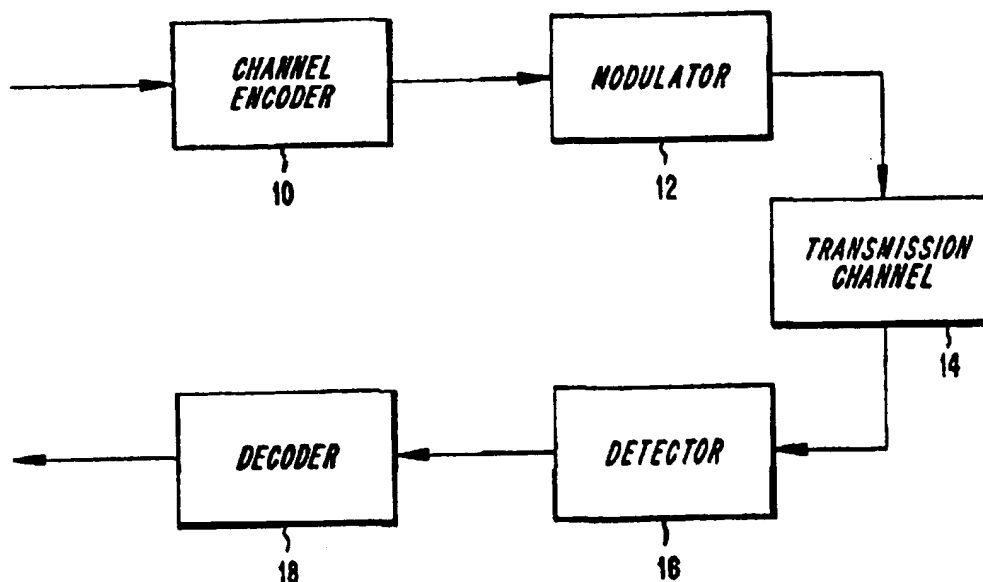 CHANNEL
ENCODER
10
MODULATOR
12
TRANSMISSION
CHANNEL
14
DECODER
18
DETECTOR
16